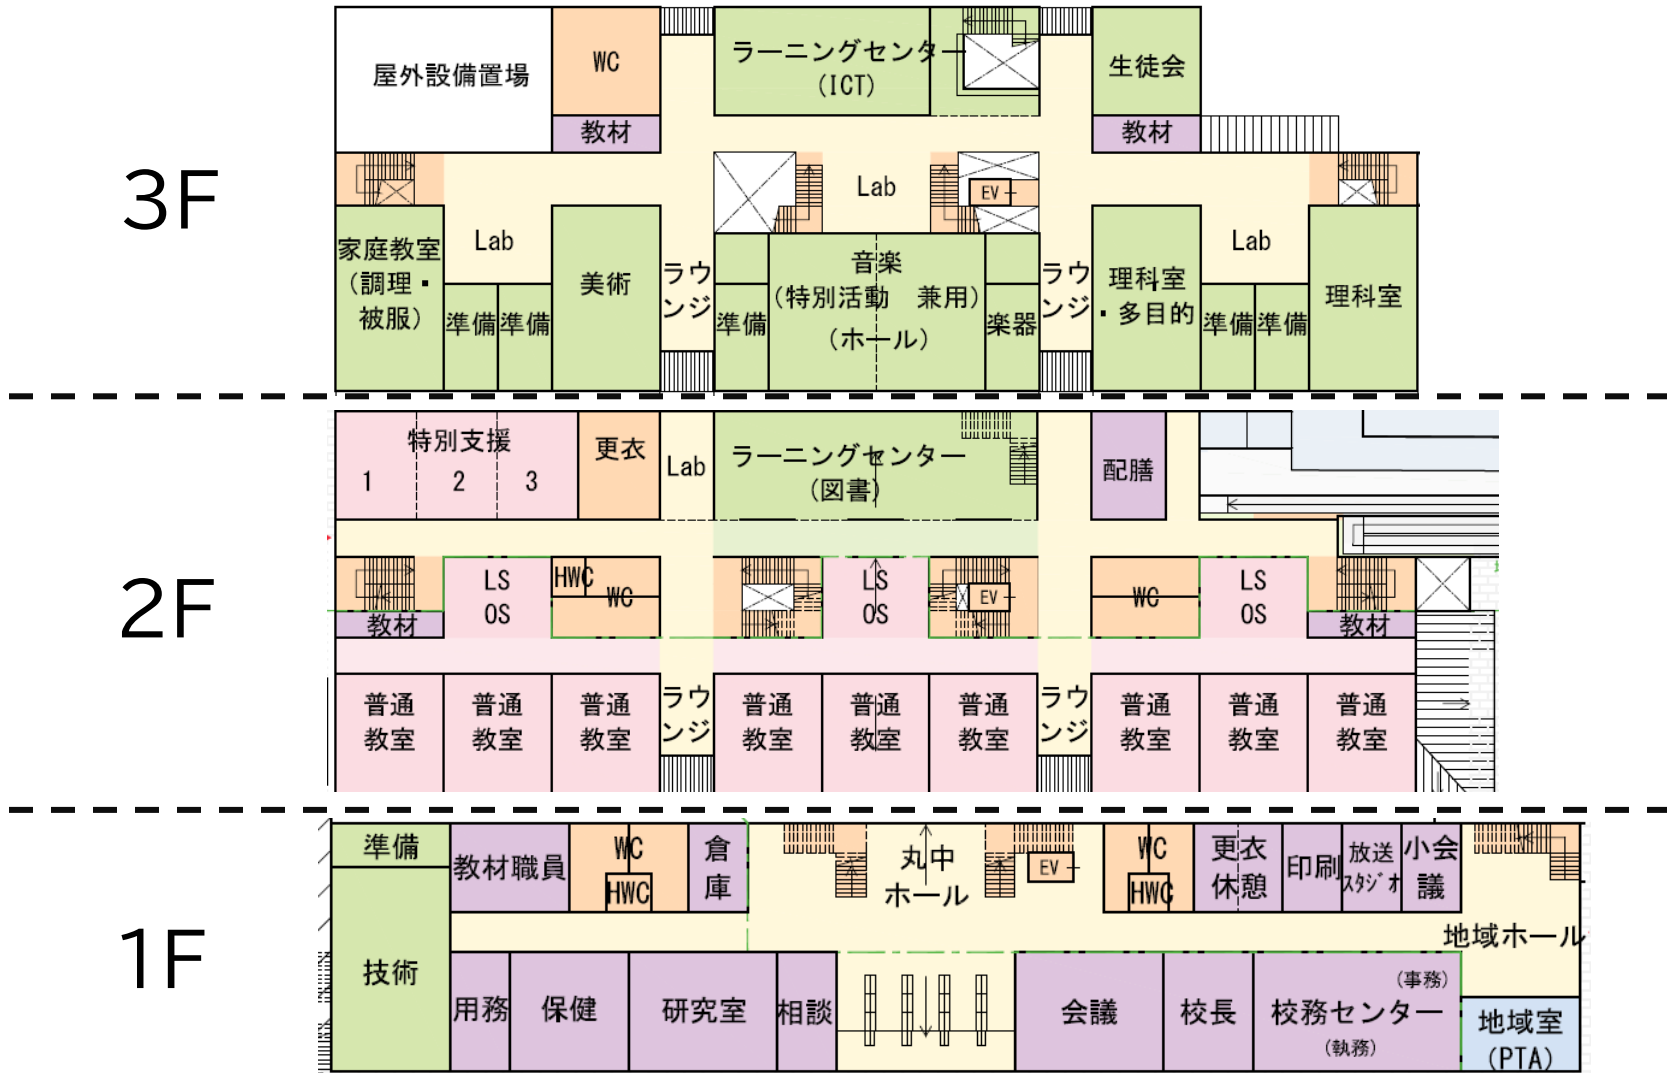 3F
屋外設備置場
WC
教材
ラーニングセンター
(ICT)
生徒会
教材
Lab
EV
家庭教室
(調理・
被服)
Lab
準備
準備
美術
ラウ
ンジ
準備
音楽
(特別活動 兼用)
(ホール)
楽器
ラウ
ンジ
理科室
・多目的
Lab
準備
準備
理科室
2F
特別支援
1
2
3
更衣
Lab
ラーニングセンター
(図書)
配膳
教材
LS
OS
HWC
WC
LS
OS
EV
WC
LS
OS
教材
普通
教室
普通
教室
普通
教室
ラウ
ンジ
普通
教室
普通
教室
普通
教室
ラウ
ンジ
普通
教室
普通
教室
普通
教室
1F
準備
技術
教材職員
WC
HWC
倉
庫
丸中
ホール
EV
WC
HWC
更衣
休憩
印刷
放送
スタジオ
小会
議
地域ホール
用務
保健
研究室
相談
会議
校長
(事務)
校務センター
(執務)
地域室
(PTA)